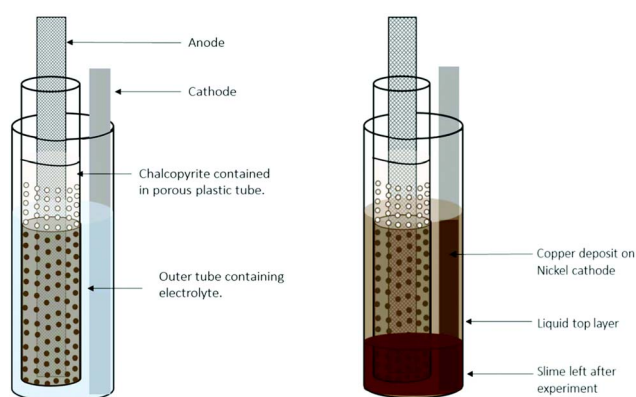 Anode
Cathode
Chalcopyrite contained
in porous plastic tube.
Outer tube containing
electrolyte.
Copper deposit on
Nickel cathode
Liquid top layer
Slime left after
experiment